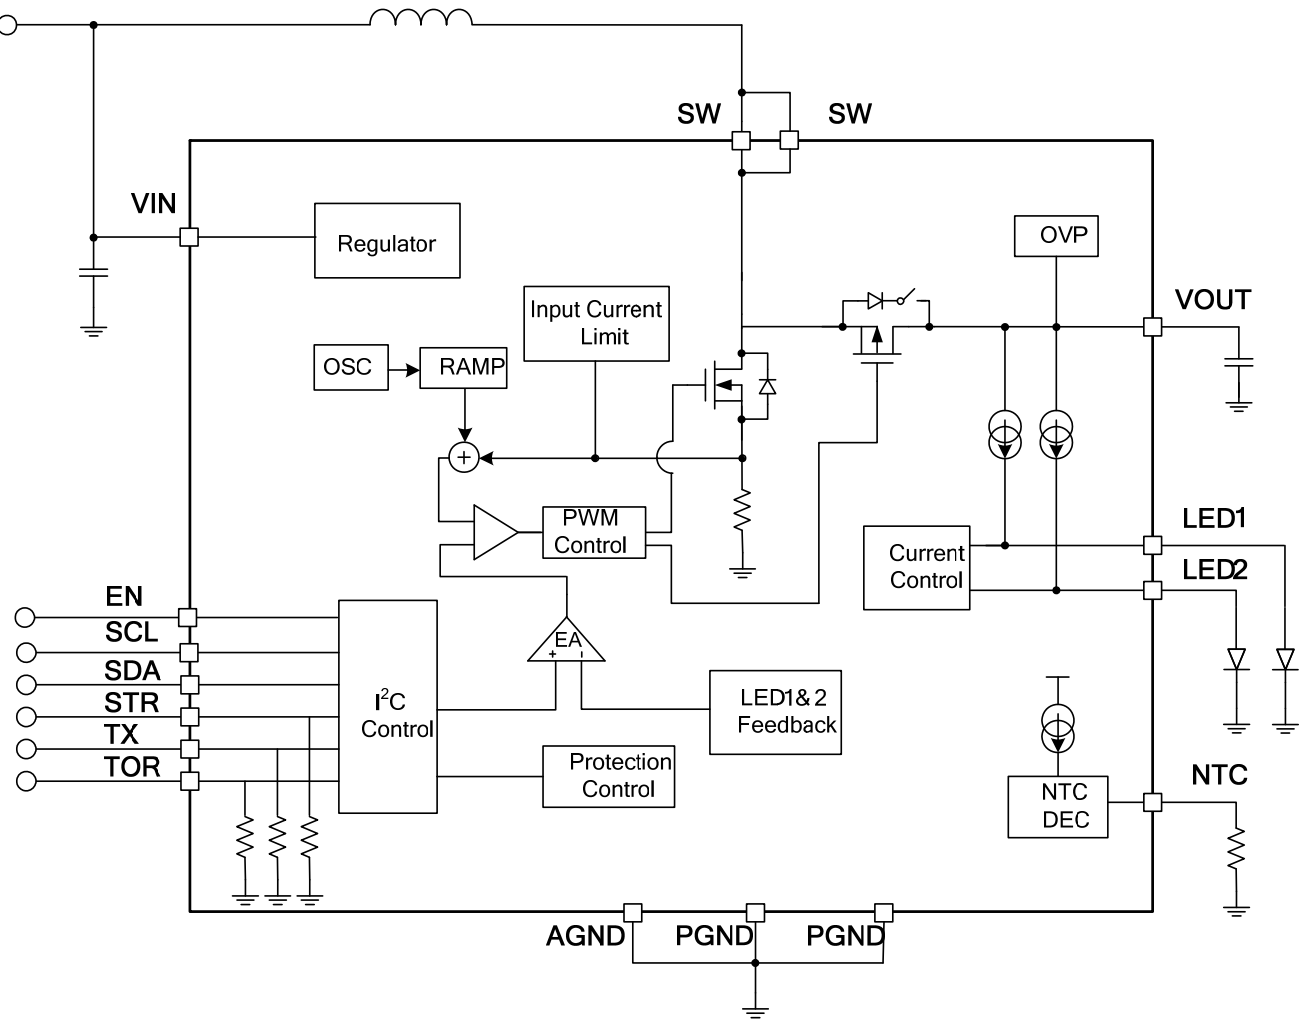 SW SW
VIN
Regulator
OVP
VOUT
Input Current
Limit
OSC
RAMP
+
PWM
Control
LED1
Current
Control
LED2
EN
SCL
SDA
STR
TX
TOR
EA
+ -
I²C
Control
LED1& 2
Feedback
Protection
Control
NTC
NTC
DEC
AGND PGND PGND